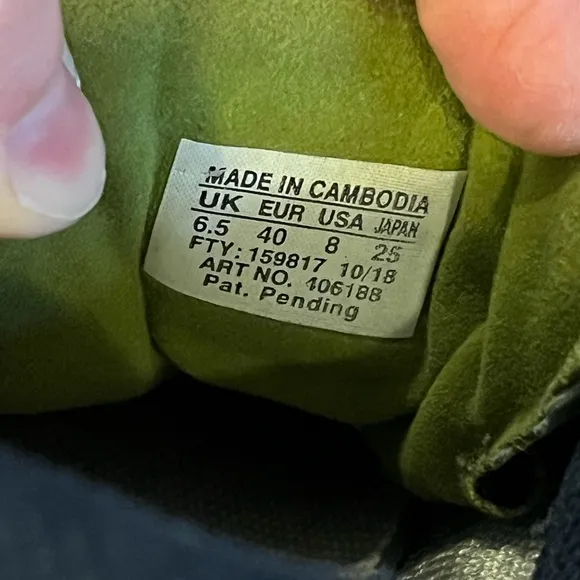 MADE IN CAMBODIA
UK EUR USA JAPAN
6.5 40 8 25
FTY: 159817 10/18
ART NO. 406188
Pat. Pending